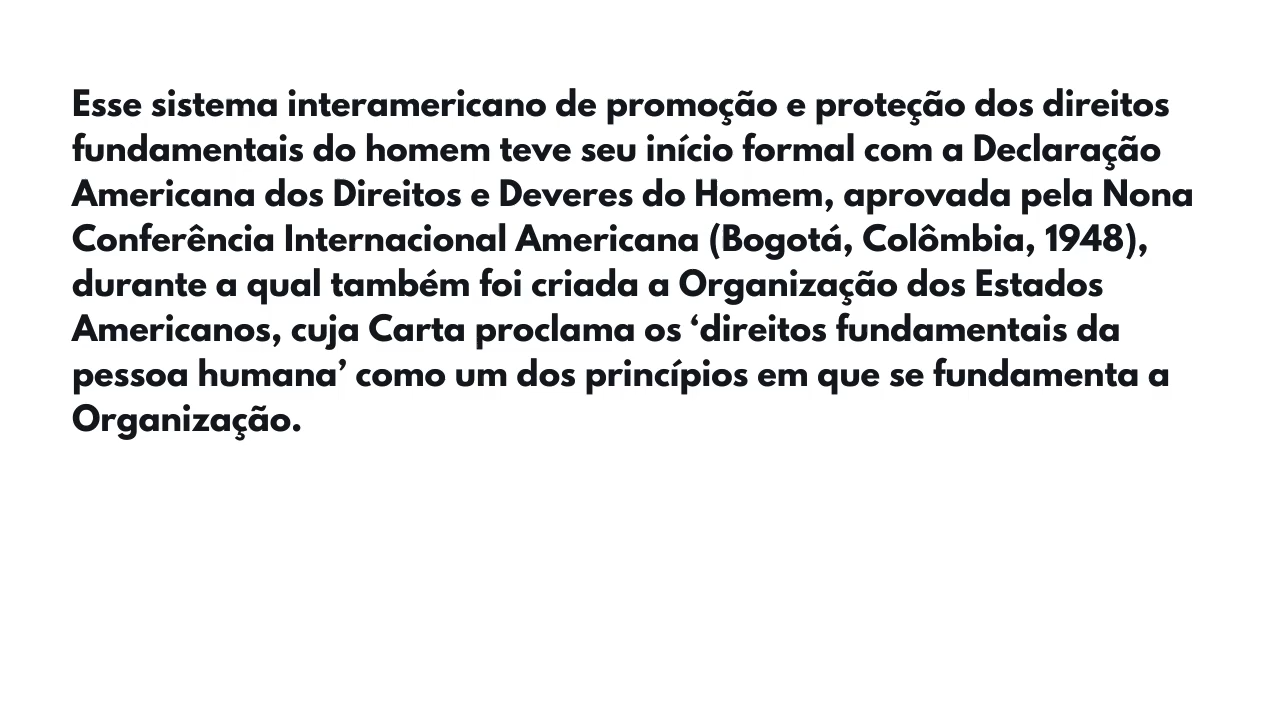 Esse sistema interamericano de promoção e proteção dos direitos
fundamentais do homem teve seu início formal com a Declaração
Americana dos Direitos e Deveres do Homem, aprovada pela Nona
Conferência Internacional Americana (Bogotá, Colômbia, 1948),
durante a qual também foi criada a Organização dos Estados
Americanos, cuja Carta proclama os ‘direitos fundamentais da
pessoa humana’ como um dos princípios em que se fundamenta a
Organização.